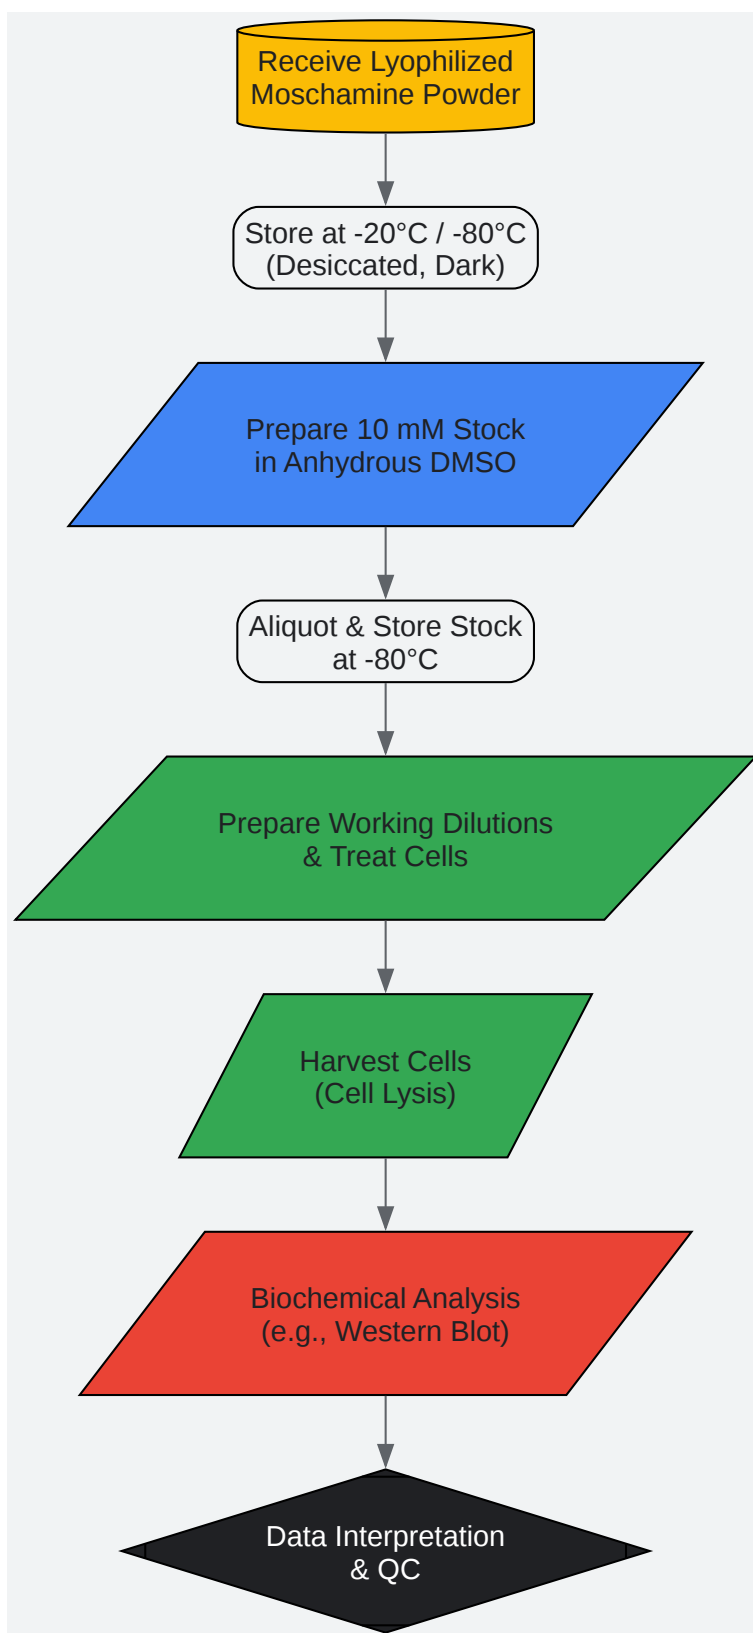 Receive Lyophilized
Moschamine Powder
Store at -20°C / -80°C
(Desiccated, Dark)
Prepare 10 mM Stock
in Anhydrous DMSO
Aliquot & Store Stock
at -80°C
Prepare Working Dilutions
& Treat Cells
Harvest Cells
(Cell Lysis)
Biochemical Analysis
(e.g., Western Blot)
Data Interpretation
& QC